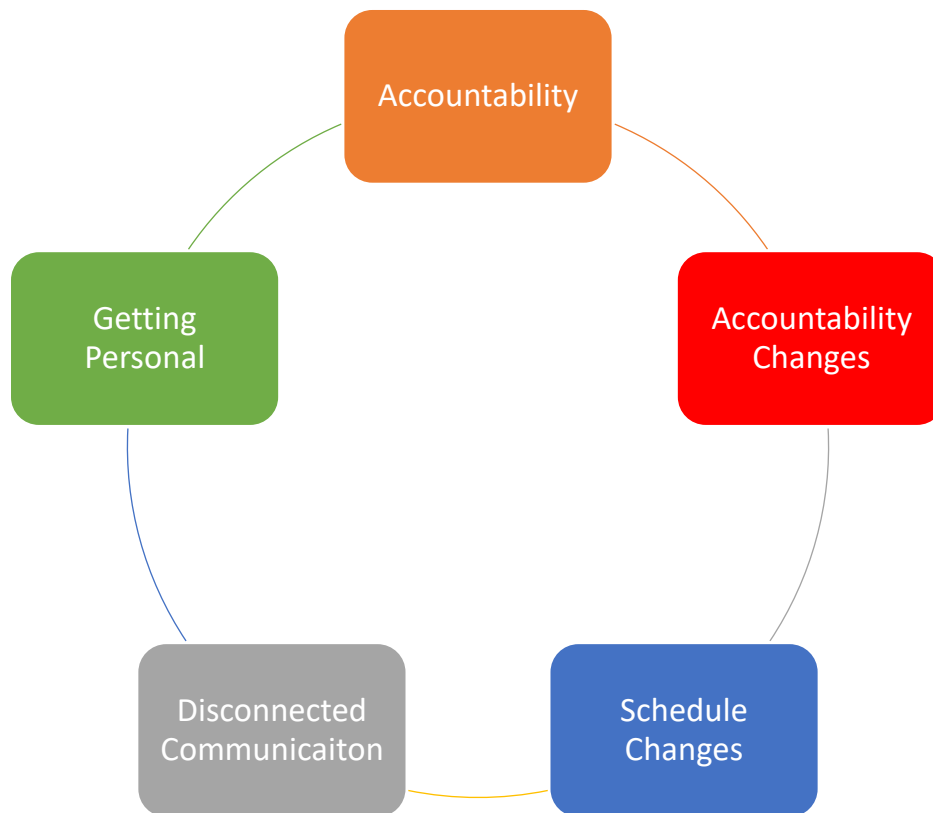 Accountability
Accountability
Changes
Schedule
Changes
Disconnected
Communicaiton
Getting
Personal